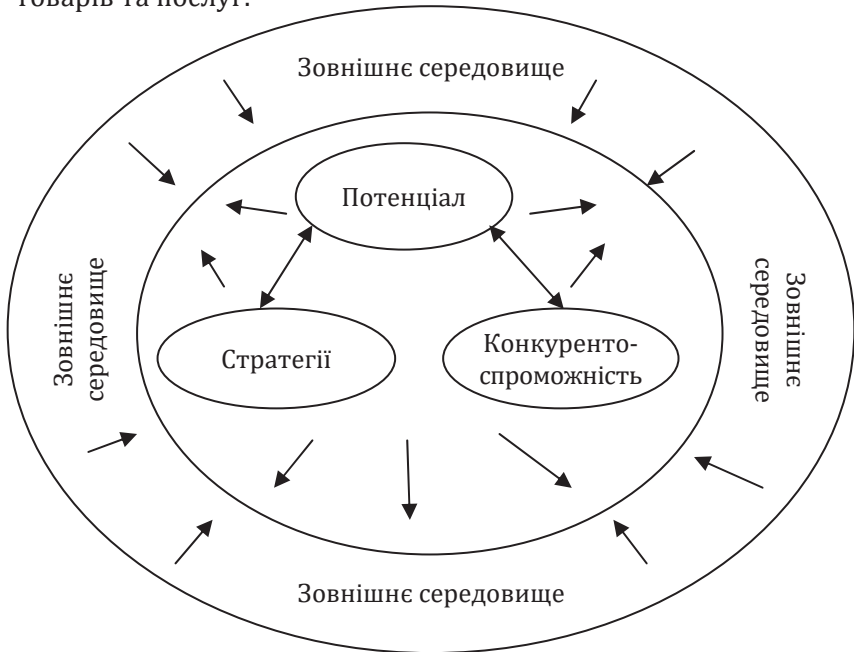 товарів та послуг.
Зовнішнє середовище
Потенціал
Зовнішнє
середовище
Зовнішнє
середовище
Стратегії
Конкуренто-
спроможність
Зовнішнє середовище